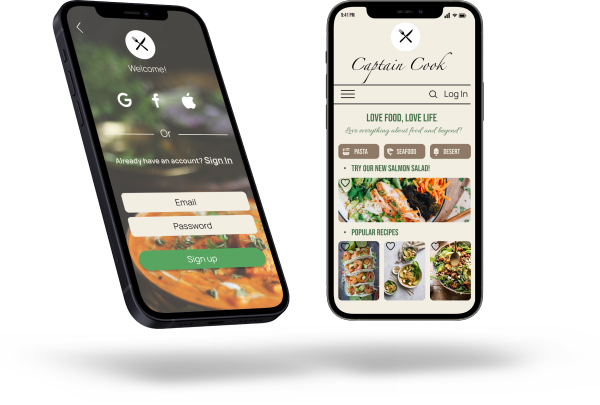 Welcome!
Or
Already have an account? Sign In
Email
Password
Sign up
9:41 PM
Captain Cook
Log In
LOVE FOOD, LOVE LIFE
Love everything about food and beyond!
PASTA
SEAFOOD
DESERT
• TRY OUR NEW SALMON SALAD!
• POPULAR RECIPES